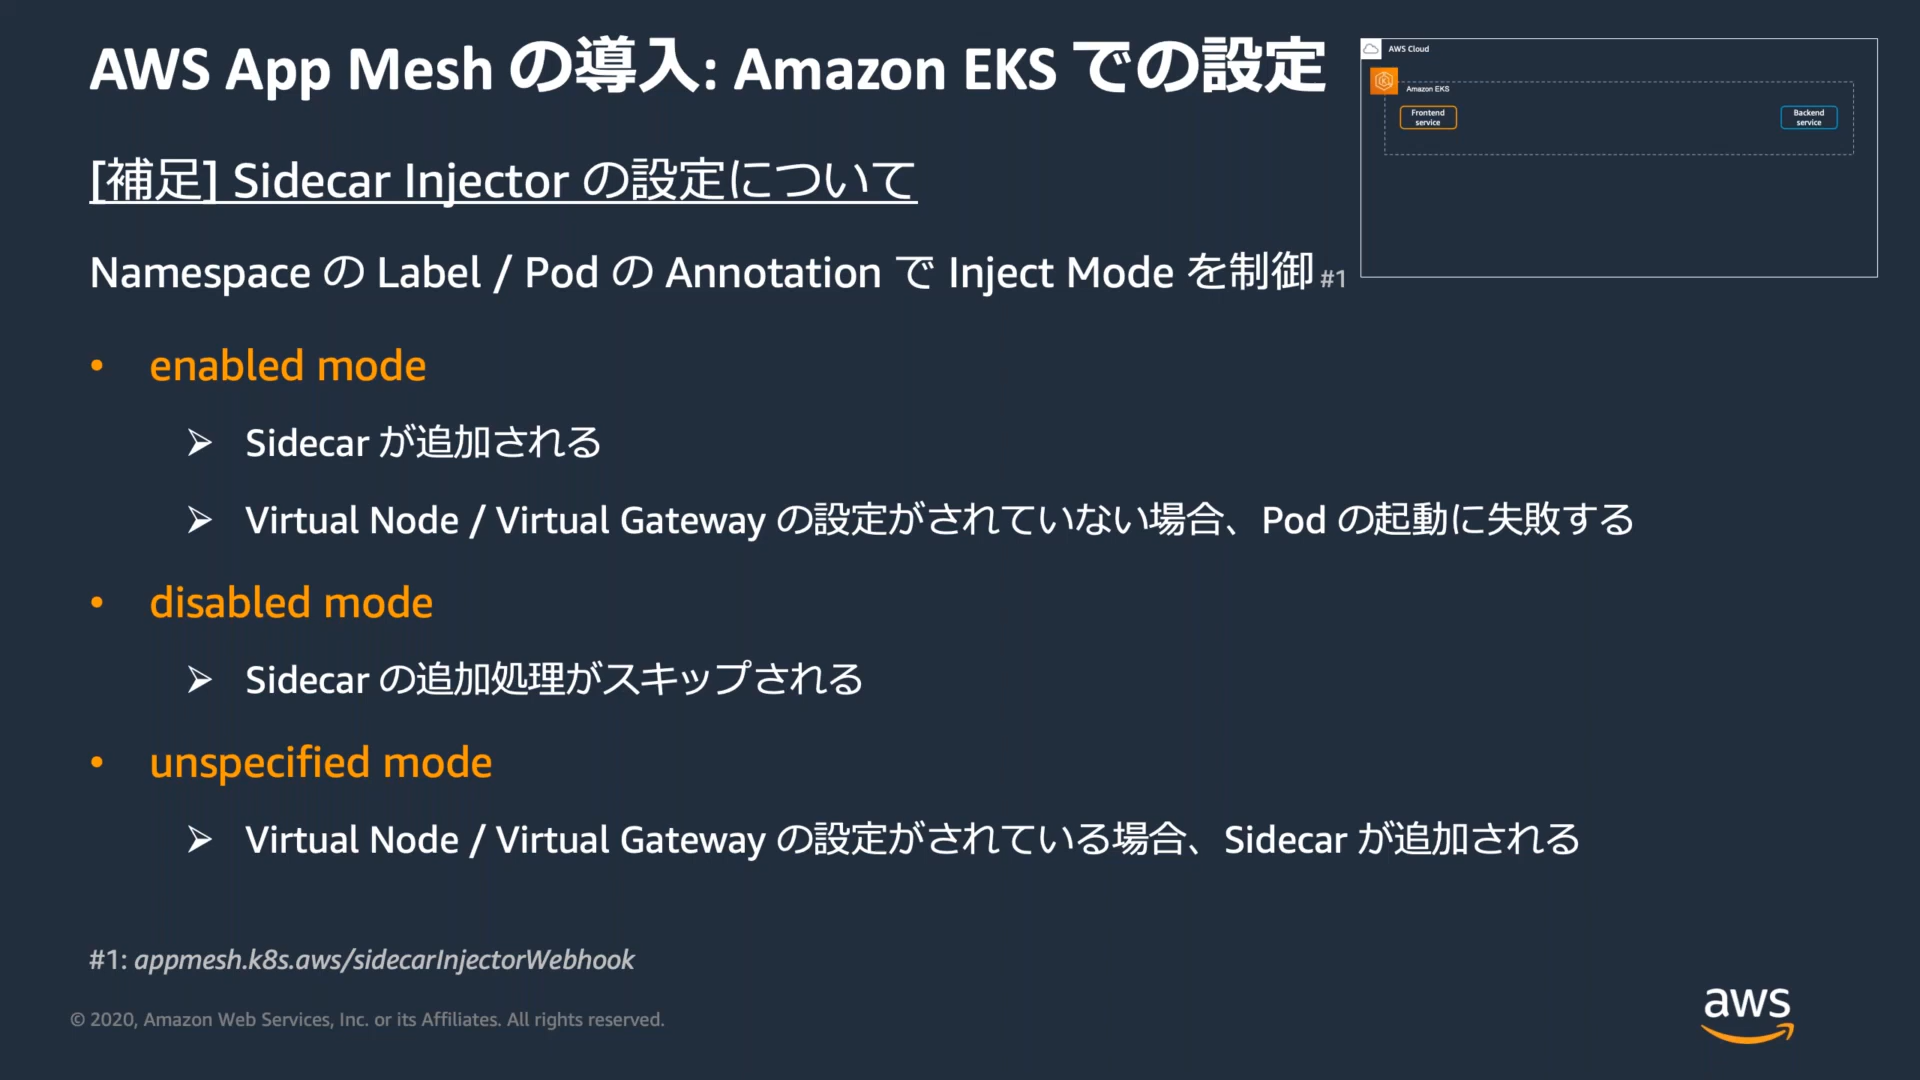 AWS App Mesh の導入: Amazon EKS での設定
AWS Cloud
Amazon EKS
Frontend
service
Backend
service
[補足] Sidecar Injector の設定について
Namespace の Label / Pod の Annotation で Inject Mode を制御 #1
• enabled mode
➢ Sidecar が追加される
➢ Virtual Node / Virtual Gateway の設定がされていない場合、Pod の起動に失敗する
• disabled mode
➢ Sidecar の追加処理がスキップされる
• unspecified mode
➢ Virtual Node / Virtual Gateway の設定がされている場合、Sidecar が追加される
#1: appmesh.k8s.aws/sidecarInjectorWebhook
© 2020, Amazon Web Services, Inc. or its Affiliates. All rights reserved.
aws